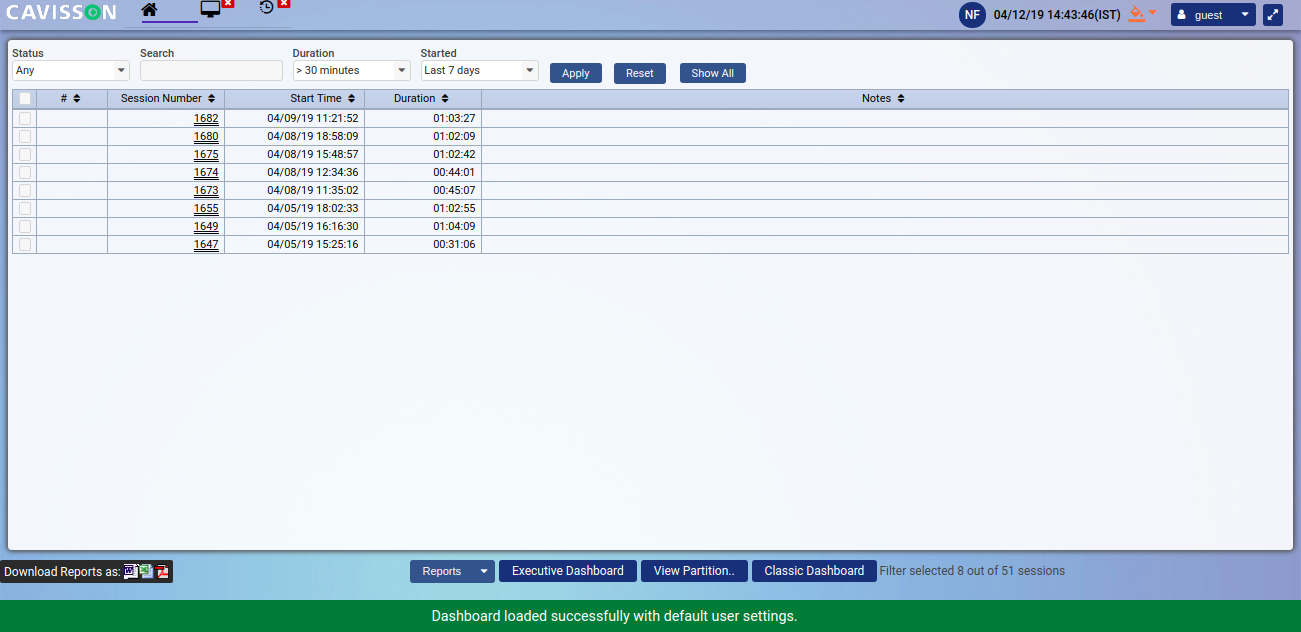 CAVISSON
NF 04/12/19 14:43:46(IST) guest
Status Search Duration Started
Any > 30 minutes Last 7 days Apply Reset Show All
# Session Number Start Time Duration Notes
1682 04/09/19 11:21:52 01:03:27
1680 04/08/19 18:58:09 01:02:09
1675 04/08/19 15:48:57 01:02:42
1674 04/08/19 12:34:36 00:44:01
1673 04/08/19 11:35:02 00:45:07
1655 04/05/19 18:02:33 01:02:55
1649 04/05/19 16:16:30 01:04:09
1647 04/05/19 15:25:16 00:31:06
Download Reports as: Reports Executive Dashboard View Partition.. Classic Dashboard Filter selected 8 out of 51 sessions
Dashboard loaded successfully with default user settings.